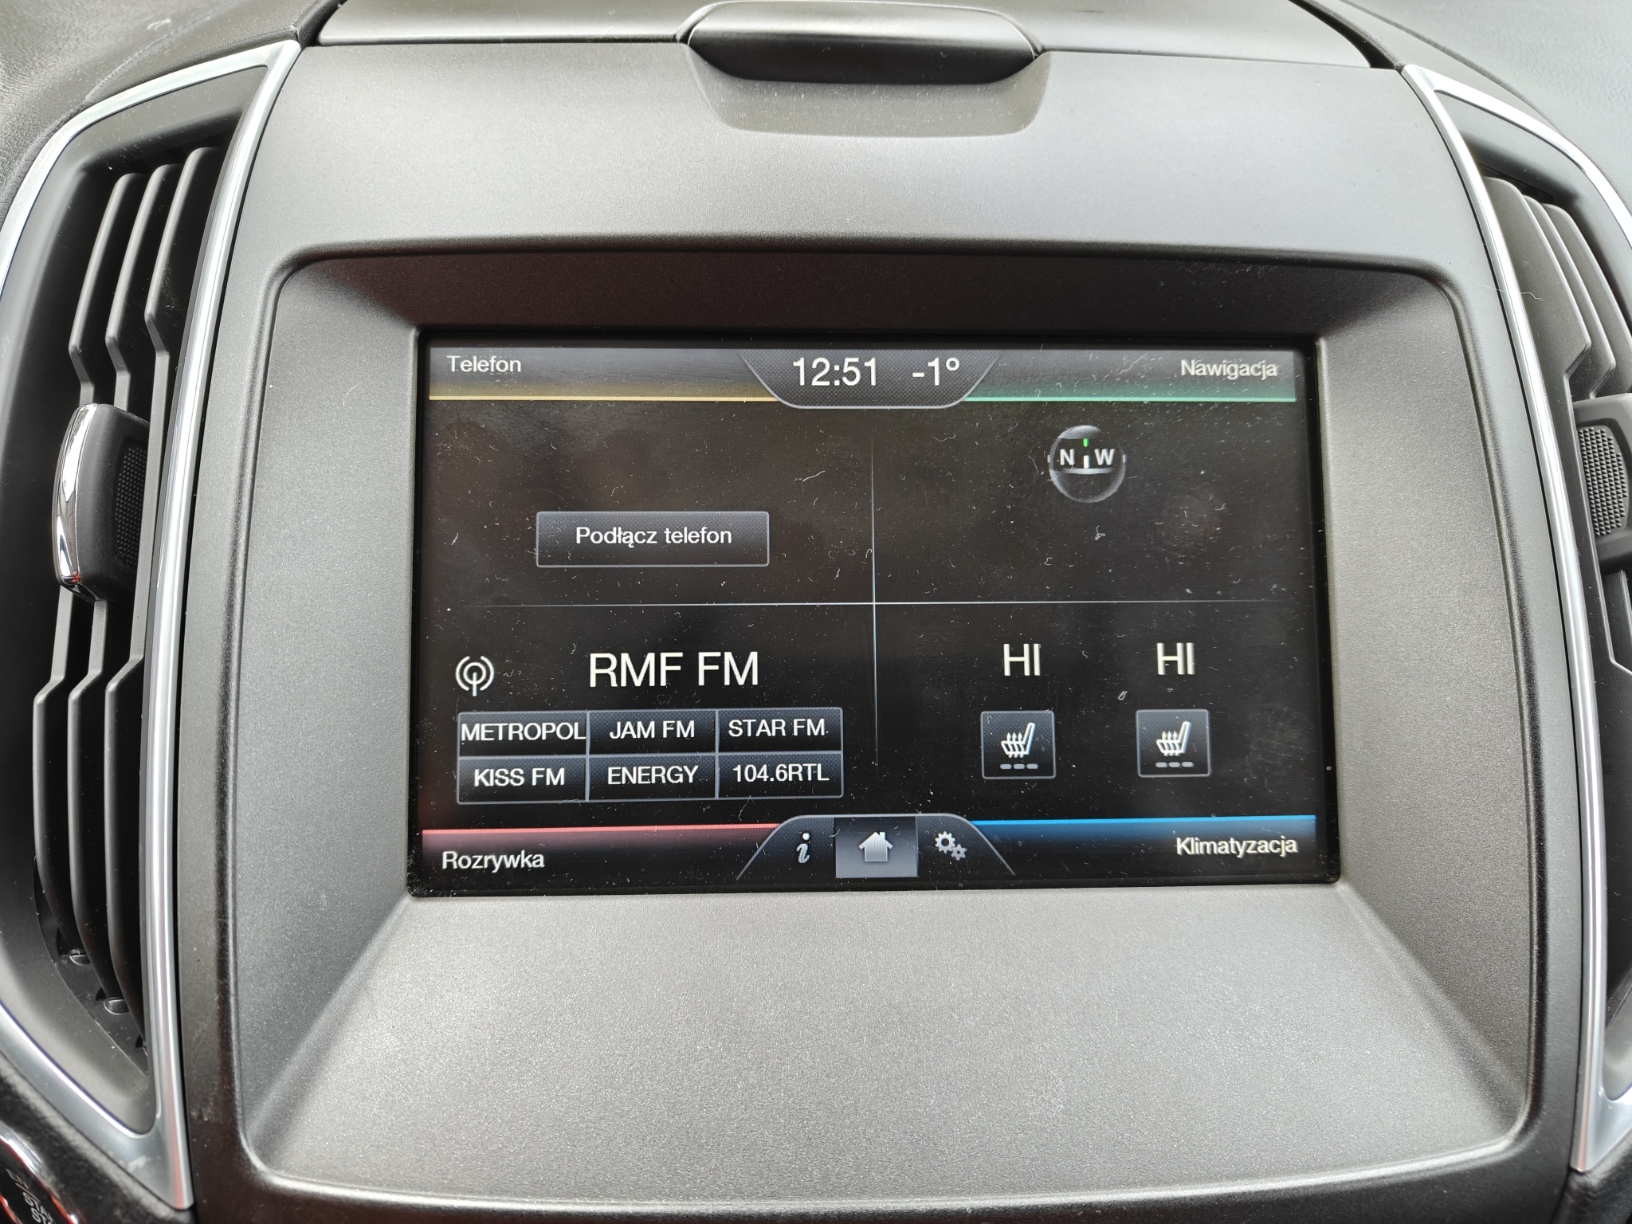 Telefon
12:51 -1°
Nawigacja
N W
Podłącz telefon
RMF FM
HI HI
METROPOL JAM FM STAR FM
KISS FM ENERGY 104.6RTL
Rozrywka
i
Klimatyzacja